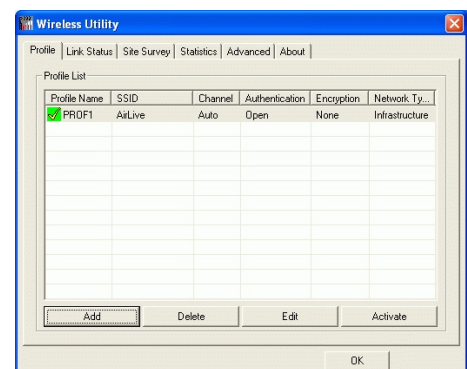 Wireless Utility
Profile Link Status Site Survey Statistics Advanced About
Profile List
Profile Name SSID Channel Authentication Encryption Network Ty...
PROF1 AirLive Auto Open None Infrastructure
Add Delete Edit Activate
OK